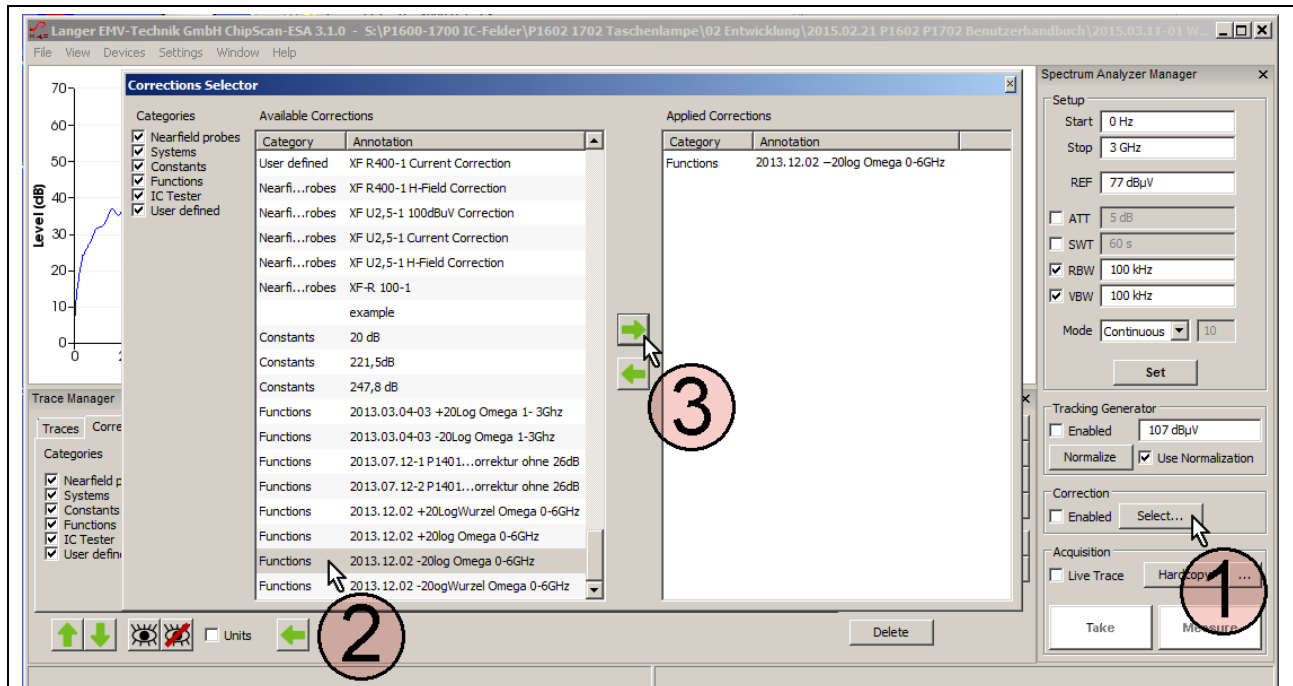 Langer EMV-Technik GmbH ChipScan-ESA 3.1.0 - S:\P1600-1700 IC-Felder\P1602 1702 Taschenlampe\02 Entwicklung\2015.02.21 P1602 P1702 Benutzerhandbuch\2015.03.11-01 W...
File View Devices Settings Window Help
Level (dB)
70
60
50
40
30
20
10
0
0
Corrections Selector
Categories
Nearfield probes
Systems
Constants
Functions
IC Tester
User defined
Available Corrections
Category Annotation
User defined XF R400-1 Current Correction
Nearfi...robes XF R400-1 H-Field Correction
Nearfi...robes XF U2,5-1 100dBuV Correction
Nearfi...robes XF U2,5-1 Current Correction
Nearfi...robes XF U2,5-1 H-Field Correction
Nearfi...robes XF-R 100-1
example
Constants 20 dB
Constants 221,5dB
Constants 247,8 dB
Functions 2013.03.04-03 +20Log Omega 1- 3Ghz
Functions 2013.03.04-03 -20Log Omega 1-3Ghz
Functions 2013.07.12-1 P1401...orrektur ohne 26dB
Functions 2013.07.12-2 P1401...orrektur ohne 26dB
Functions 2013.12.02 +20LogWurzel Omega 0-6GHz
Functions 2013.12.02 +20log Omega 0-6GHz
Functions 2013.12.02 -20log Omega 0-6GHz
Functions 2013.12.02 -20ogWurzel Omega 0-6GHz
2
3
Applied Corrections
Category Annotation
Functions 2013.12.02 −20log Omega 0-6GHz
Trace Manager
Traces Corre
Categories
Nearfield p
Systems
Constants
Functions
IC Tester
User defin
Units
Delete
Spectrum Analyzer Manager
Setup
Start 0 Hz
Stop 3 GHz
REF 77 dBµV
ATT 5 dB
SWT 60 s
RBW 100 kHz
VBW 100 kHz
Mode Continuous 10
Set
Tracking Generator
Enabled 107 dBµV
Normalize Use Normalization
Correction
Enabled Select...
Acquisition
Live Trace Hardcopy ...
1
Take Measure